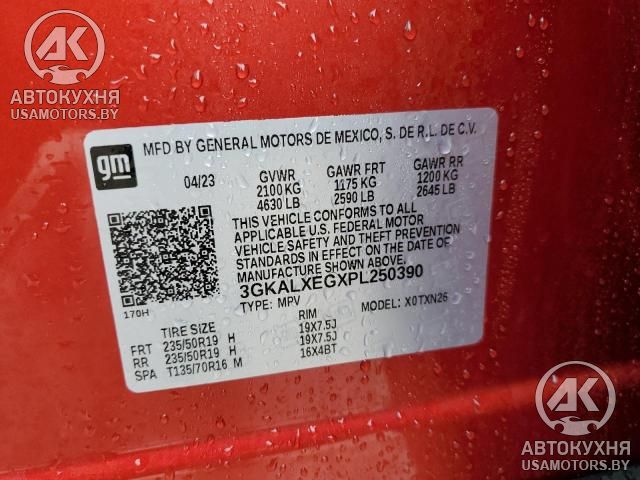 AK
АВТОКУХНЯ
USAMOTORS.BY
gm
MFD BY GENERAL MOTORS DE MEXICO, S. DE R.L. DE C.V.
04/23 GVWR GAWR FRT GAWR RR
2100 KG 1175 KG 1200 KG
4630 LB 2590 LB 2645 LB
THIS VEHICLE CONFORMS TO ALL
APPLICABLE U.S. FEDERAL MOTOR
VEHICLE SAFETY AND THEFT PREVENTION
STANDARDS IN EFFECT ON THE DATE OF
MANUFACTURE SHOWN ABOVE.
3GKALXEGXPL250390
170H TYPE: MPV MODEL: X0TXN26
TIRE SIZE RIM
FRT 235/50R19 H 19X7.5J
RR 235/50R19 H 19X7.5J
SPA T135/70R16 M 16X4BT
AK
АВТОКУХНЯ
USAMOTORS.BY